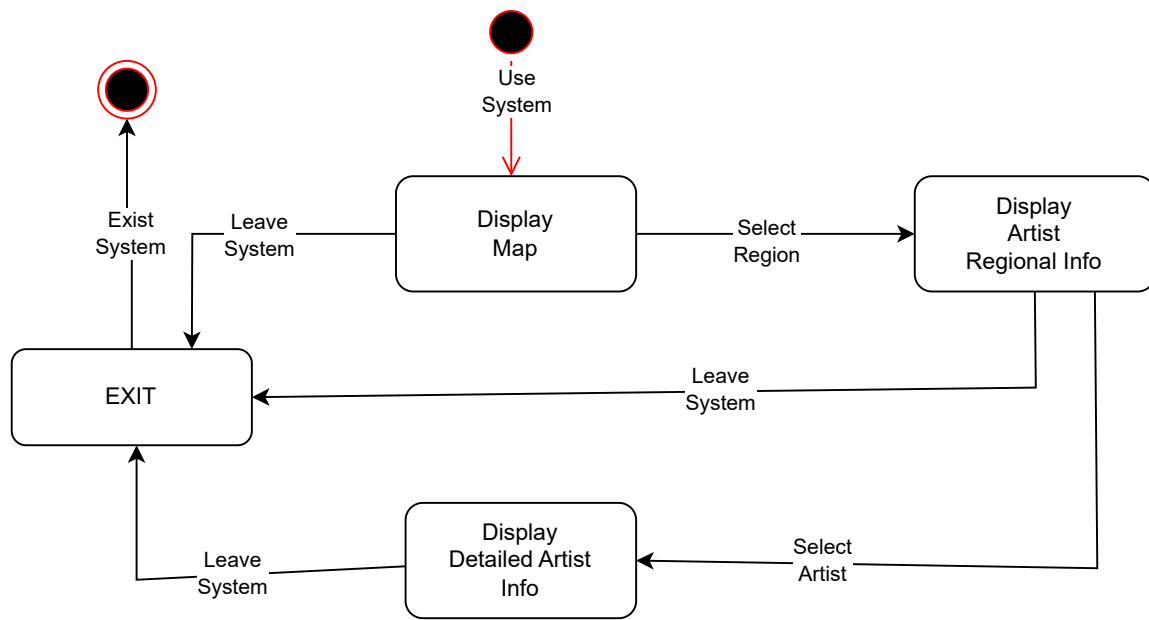 Use
System
Exist
System
Leave
System
Display
Map
Select
Region
Display
Artist
Regional Info
EXIT
Leave
System
Display
Detailed Artist
Info
Select
Artist
Leave
System